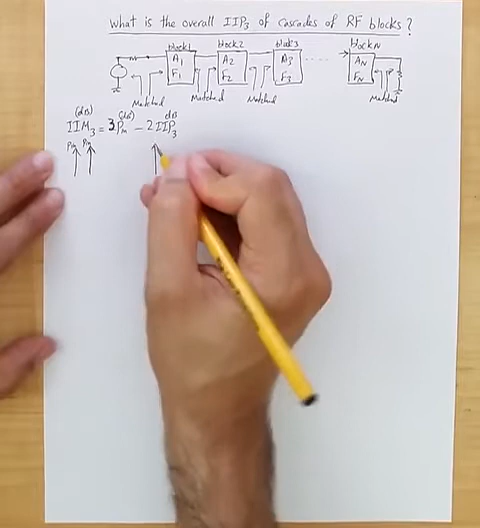 what is the overall IIP3 of cascades of RF blocks?
block1 block2 block3 blockN
A1 A2 A3 ..... AN
F1 F2 F3 FN
Matched Matched Matched Matched
(dB) (dB) dB
IIM3 = 3Pin - 2IIP3
Pin Pin